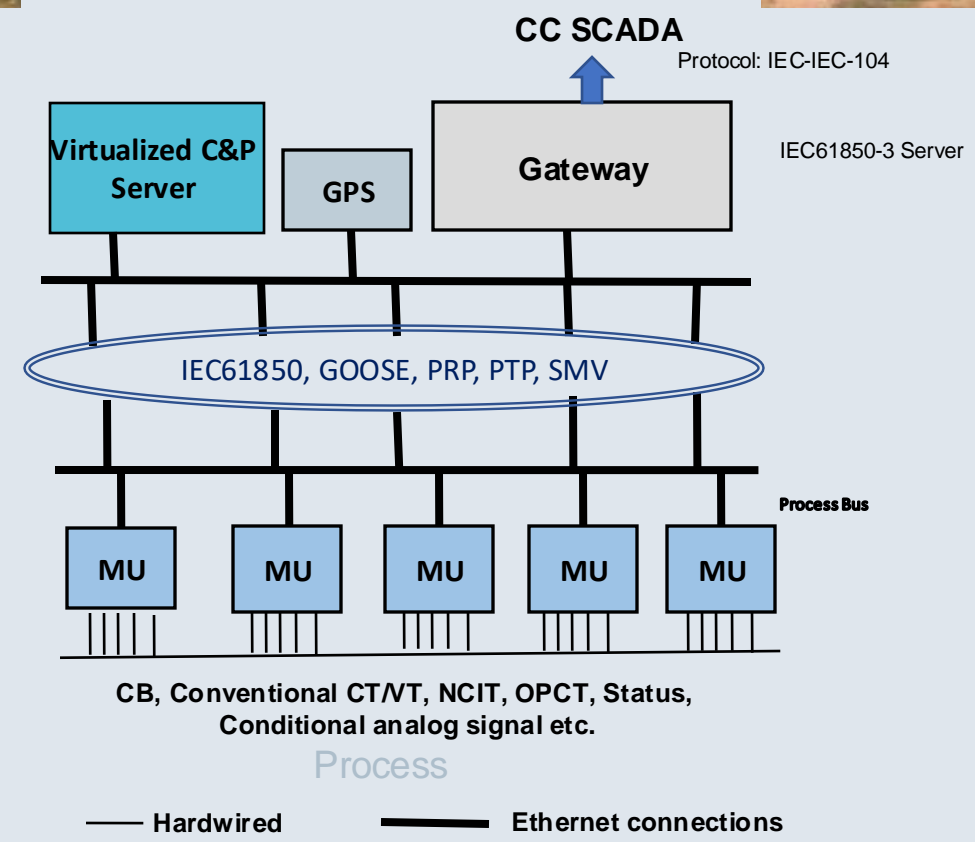 CC SCADA
Protocol: IEC-IEC-104
Virtualized C&P
Server
GPS
Gateway
IEC61850-3 Server
IEC61850, GOOSE, PRP, PTP, SMV
Process Bus
MU
MU
MU
MU
MU
CB, Conventional CT/VT, NCIT, OPCT, Status,
Conditional analog signal etc.
Process
Hardwired
Ethernet connections